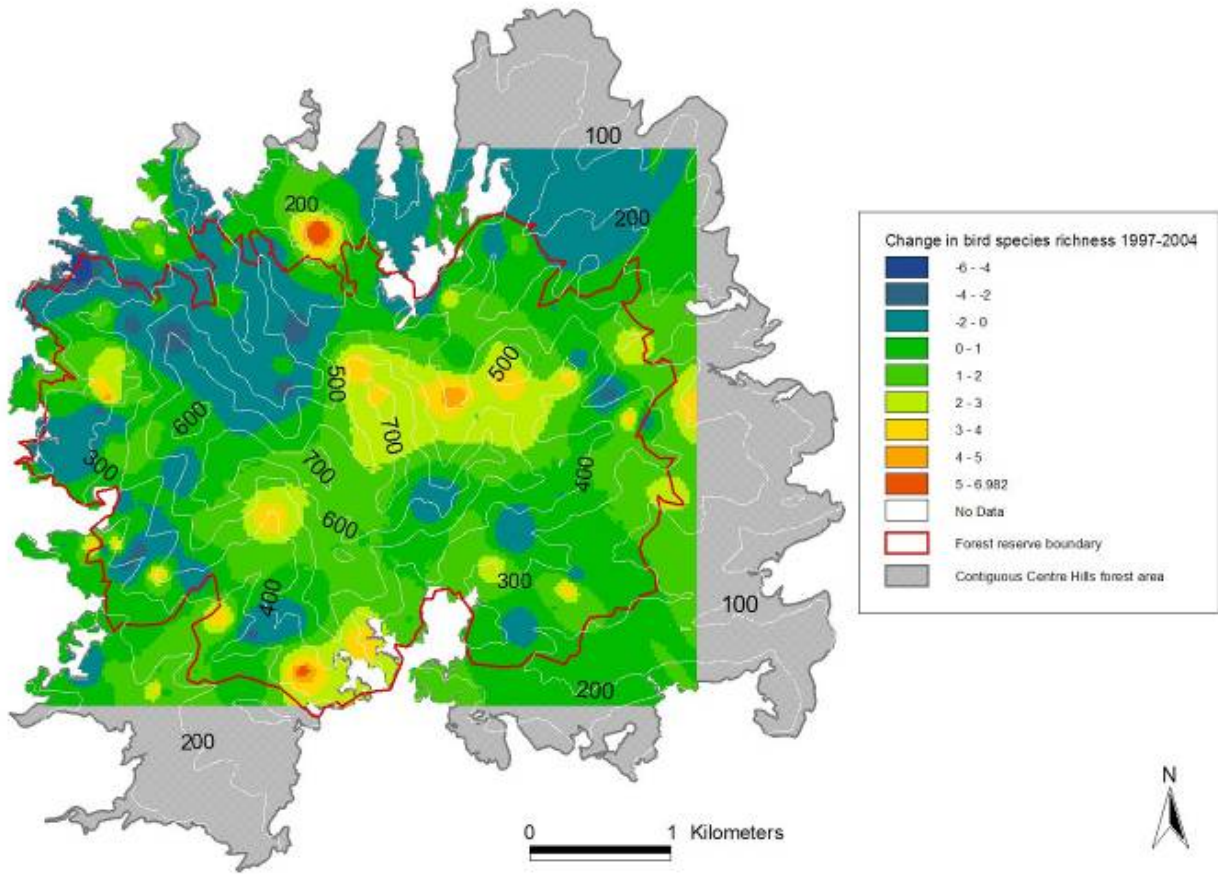 100
200
200
500
500
600
700
300
400
700
600
400
300
100
200
200
Change in bird species richness 1997-2004
-6 - -4
-4 - -2
-2 - 0
0 - 1
1 - 2
2 - 3
3 - 4
4 - 5
5 - 6.982
No Data
Forest reserve boundary
Contiguous Centre Hills forest area
N
0 1 Kilometers